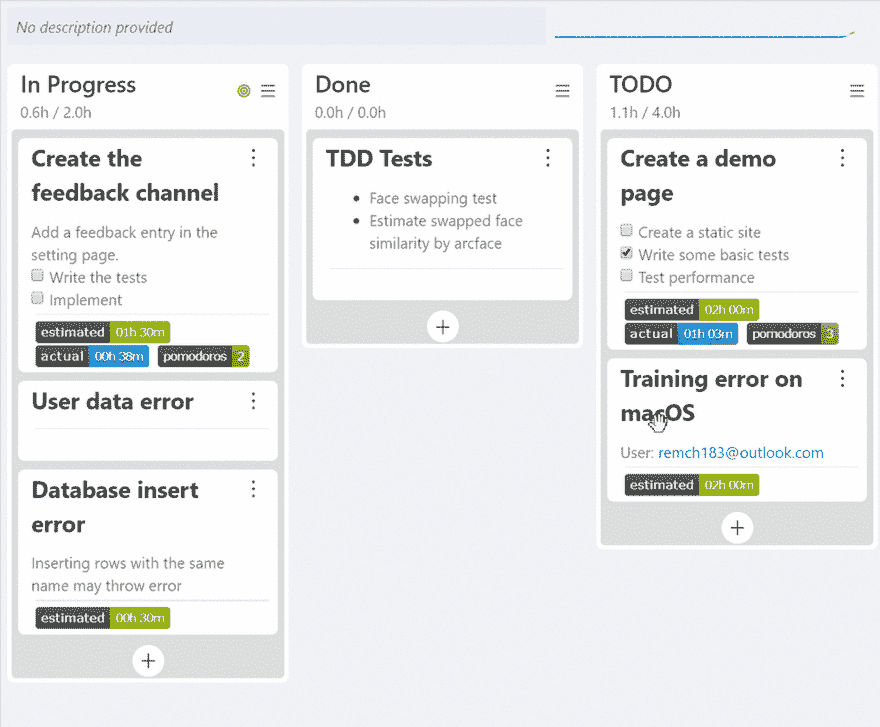 No description provided
In Progress
0.6h / 2.0h
Create the
feedback channel
Add a feedback entry in the
setting page.
Write the tests
Implement
estimated 01h 30m
actual 00h 38m pomodoros 2
User data error
Database insert
error
Inserting rows with the same
name may throw error
estimated 00h 30m
Done
0.0h / 0.0h
TDD Tests
Face swapping test
Estimate swapped face
similarity by arcface
TODO
1.1h / 4.0h
Create a demo
page
Create a static site
Write some basic tests
Test performance
estimated 02h 00m
actual 01h 03m pomodoros 3
Training error on
macOS
User: remch183@outlook.com
estimated 02h 00m